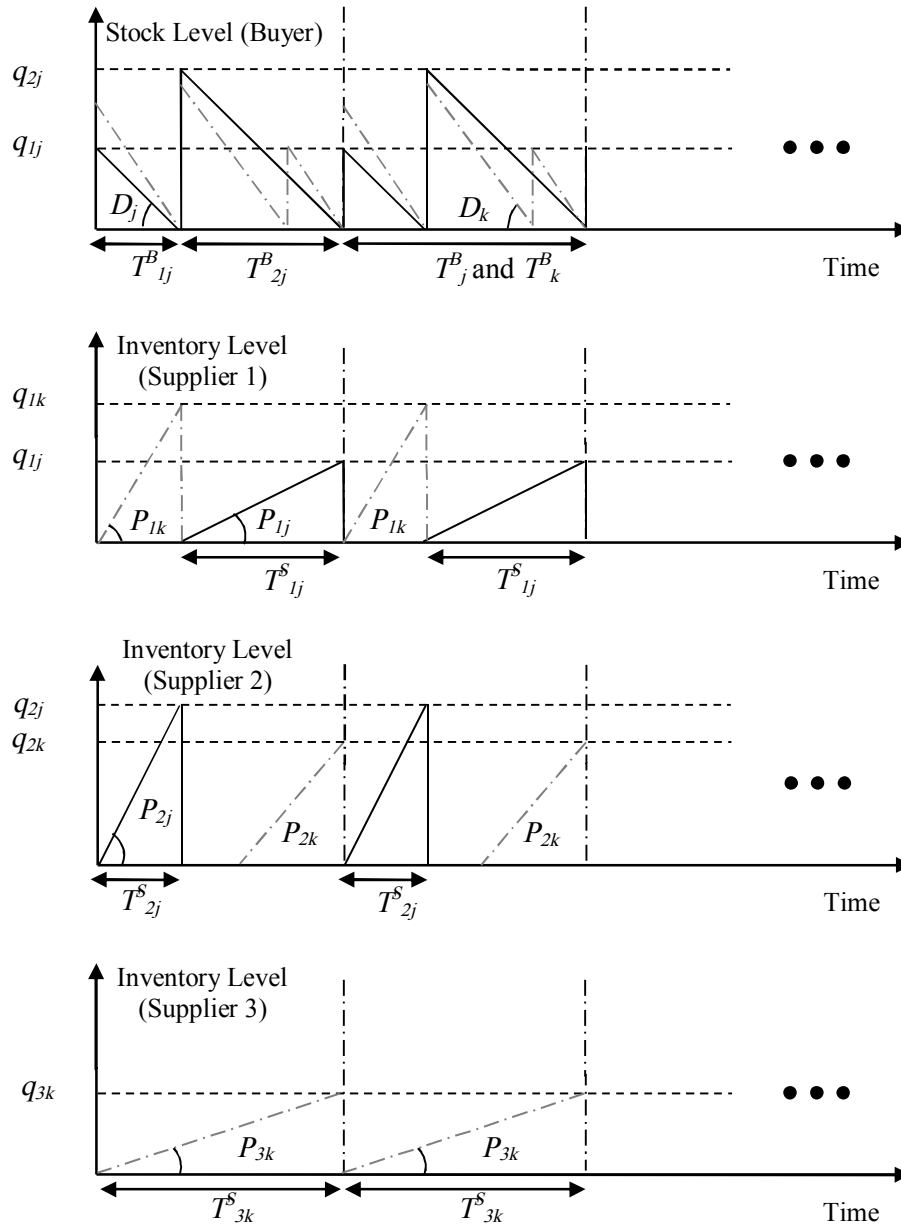 Stock Level (Buyer)
q2j
q1j
Dj
Dk
T^B_1j
T^B_2j
T^B_j and T^B_k
Time
Inventory Level
(Supplier 1)
q1k
q1j
P1k
P1j
P1k
T^S_1j
T^S_1j
Time
Inventory Level
(Supplier 2)
q2j
q2k
P2j
P2k
P2k
T^S_2j
T^S_2j
Time
Inventory Level
(Supplier 3)
q3k
P3k
P3k
T^S_3k
T^S_3k
Time